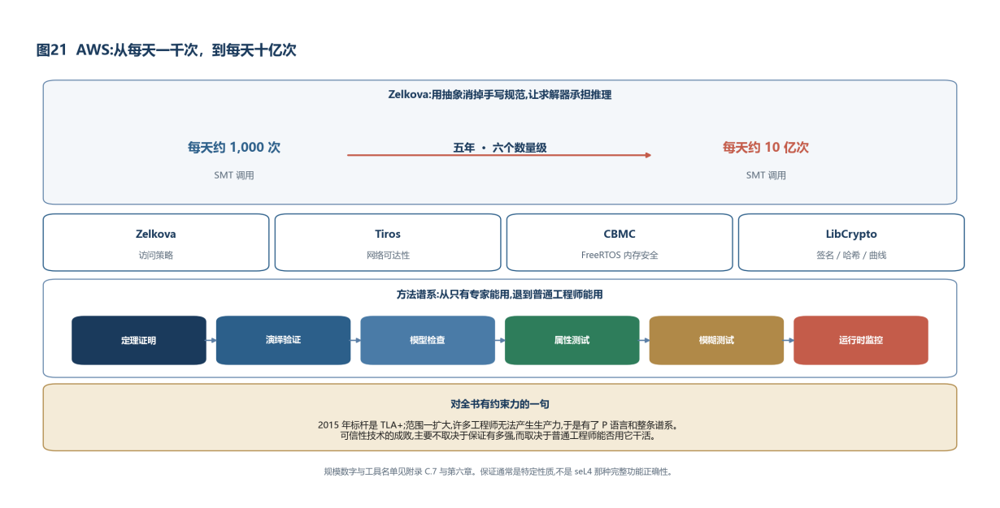 图21 AWS:从每天一千次，到每天十亿次
Zelkova:用抽象消掉手写规范,让求解器承担推理
每天约 1,000 次
五年 · 六个数量级
每天约 10 亿次
SMT 调用
SMT 调用
Zelkova
Tiros
CBMC
LibCrypto
访问策略
网络可达性
FreeRTOS 内存安全
签名 / 哈希 / 曲线
方法谱系:从只有专家能用,退到普通工程师能用
定理证明
演绎验证
模型检查
属性测试
模糊测试
运行时监控
对全书有约束力的一句
2015 年标杆是 TLA+;范围一扩大,许多工程师无法产生生产力,于是有了 P 语言和整条谱系。
可信性技术的成败,主要不取决于保证有多强,而取决于普通工程师能否用它干活。
规模数字与工具名单见附录 C.7 与第六章。保证通常是特定性质,不是 seL4 那种完整功能正确性。